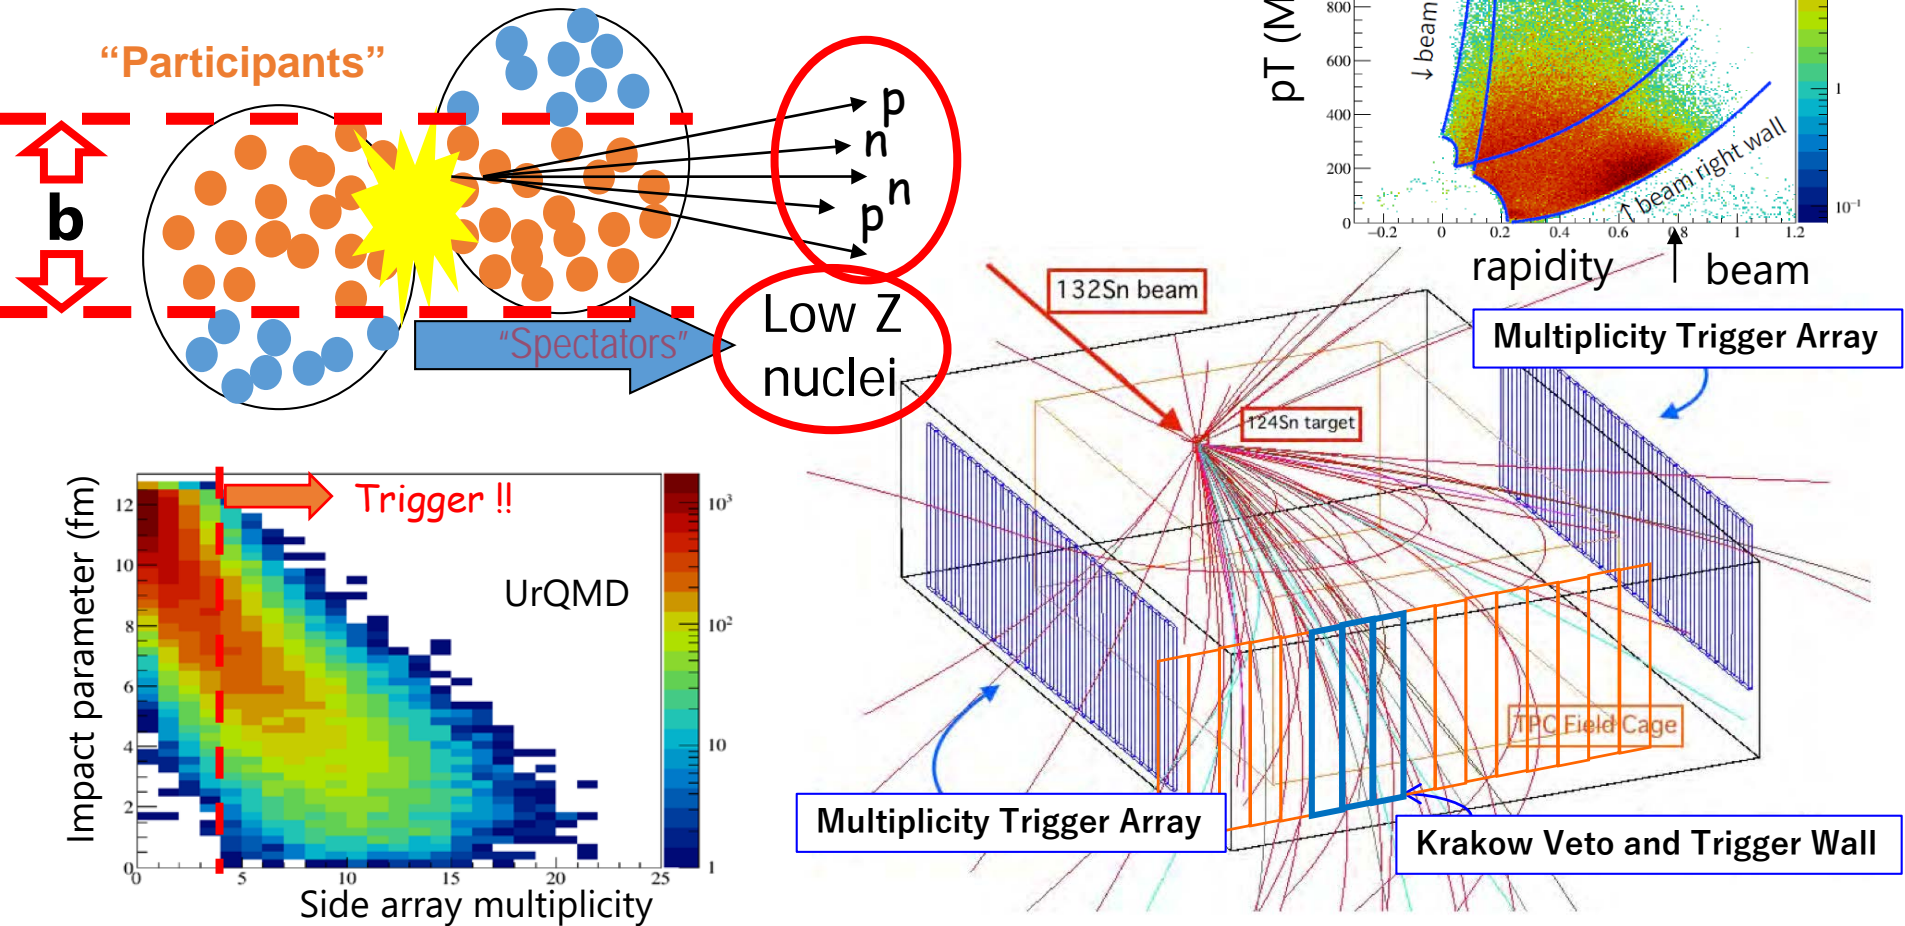 “Participants”
b
p
n
n
p
“Spectators”
Low Z
nuclei
pT (M
800
600
400
200
0
-0.2
0
0.2
0.4
0.6
0.8
1
1.2
1
10⁻¹
↓ beam
↑ beam right wall
rapidity
beam
132Sn beam
124Sn target
Multiplicity Trigger Array
TPC Field Cage
Multiplicity Trigger Array
Krakow Veto and Trigger Wall
Trigger !!
UrQMD
Impact parameter (fm)
12
10
8
6
4
2
0
0
5
10
15
20
25
Side array multiplicity
10³
10²
10
1